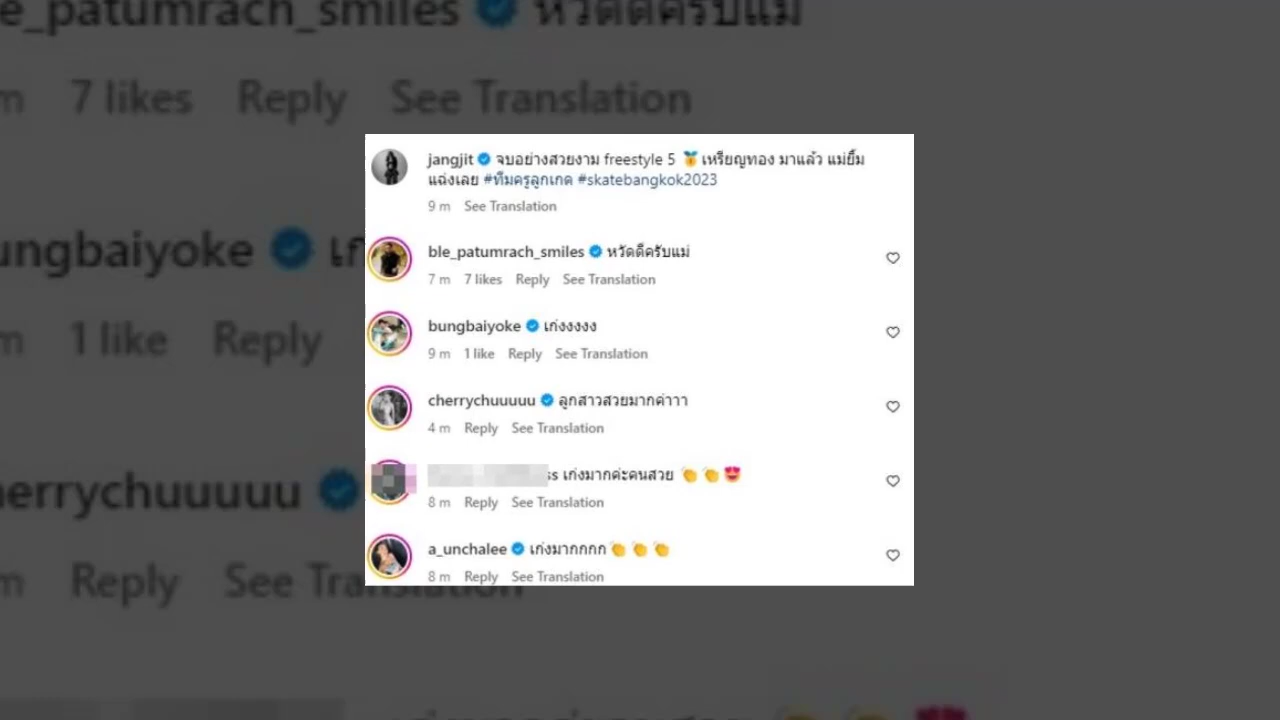 e_patumrach_smiles หวัดดีครับแม่
m 7 likes Reply See Translation
ungbaiyoke เก
m 1 like Reply
herrychuuuuu
m Reply See Translation
jangjit จบอย่างสวยงาม freestyle 5 🏅 เหรียญทอง มาแล้ว แม่ยิ้ม
แฉ่งเลย #ทีมครูลูกเกด #skatebangkok2023
9 m See Translation
ble_patumrach_smiles หวัดดีครับแม่
7 m 7 likes Reply See Translation
bungbaiyoke เก่งงงงง
9 m 1 like Reply See Translation
cherrychuuuuu ลูกสาวสวยมากค่าาา
4 m Reply See Translation
ss เก่งมากค่ะคนสวย 👏👏😍
8 m Reply See Translation
a_unchalee เก่งมากกกก👏👏👏
8 m Reply See Translation